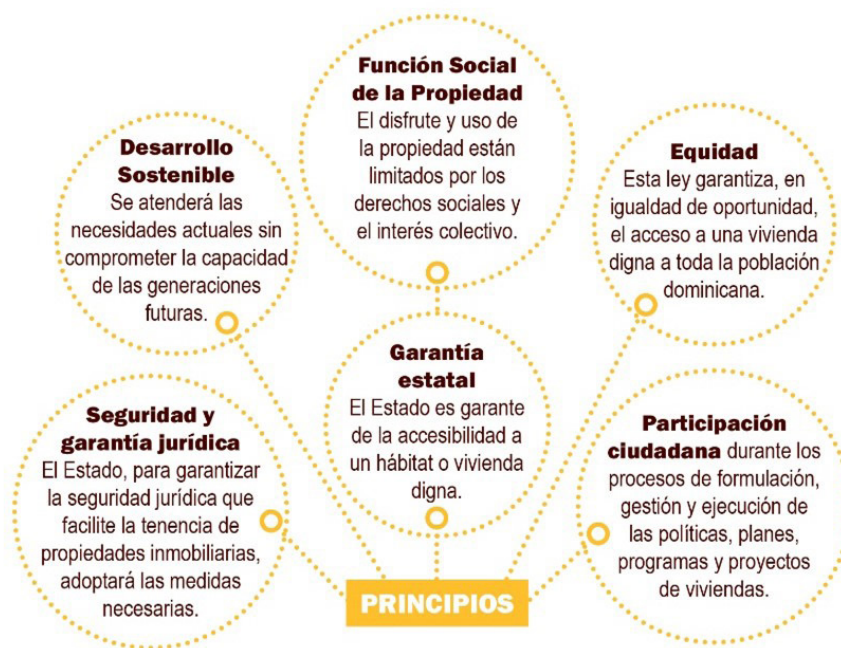 Función Social
de la Propiedad
El disfrute y uso de
la propiedad están
limitados por los
derechos sociales y
el interés colectivo.
Desarrollo
Sostenible
Se atenderá las
necesidades actuales sin
comprometer la capacidad
de las generaciones
futuras.
Equidad
Esta ley garantiza, en
igualdad de oportunidad,
el acceso a una vivienda
digna a toda la población
dominicana.
Garantía
estatal
El Estado es garante
de la accesibilidad a
un hábitat o vivienda
digna.
Seguridad y
garantía jurídica
El Estado, para garantizar
la seguridad jurídica que
facilite la tenencia de
propiedades inmobiliarias,
adoptará las medidas
necesarias.
Participación
ciudadana durante los
procesos de formulación,
gestión y ejecución de
las políticas, planes,
programas y proyectos
de viviendas.
PRINCIPIOS